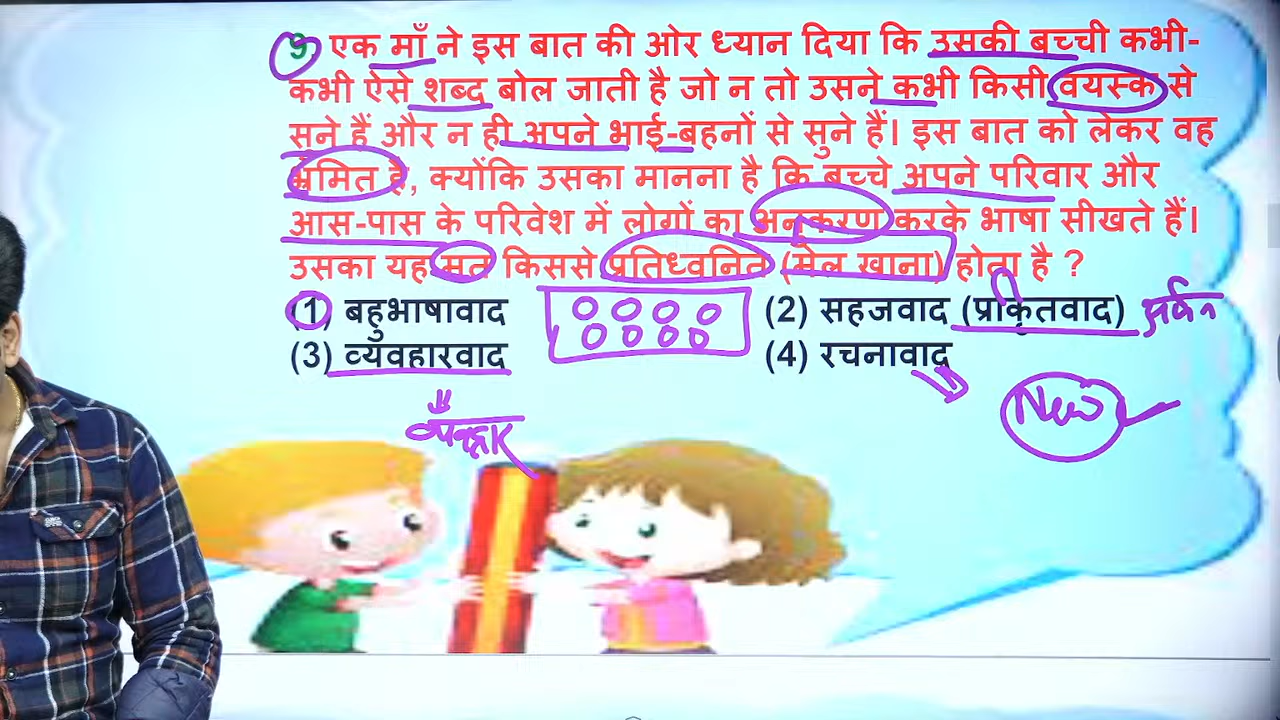 9. एक माँ ने इस बात की ओर ध्यान दिया कि उसकी बच्ची कभी-
कभी ऐसे शब्द बोल जाती है जो न तो उसने कभी किसी वयस्क से
सुने हैं और न ही अपने भाई-बहनों से सुने हैं। इस बात को लेकर वह
भ्रमित है, क्योंकि उसका मानना है कि बच्चे अपने परिवार और
आस-पास के परिवेश में लोगों का अनुकरण करके भाषा सीखते हैं।
उसका यह मत किससे प्रतिध्वनित (मेल खाना) होता है ?
(1) बहुभाषावाद (2) सहजवाद (प्राकृतवाद)
(3) व्यवहारवाद (4) रचनावाद
New